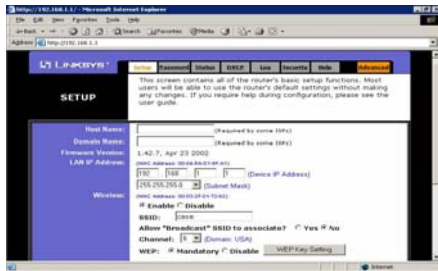 http://192.168.1.1/ - Microsoft Internet Explorer
File Edit View Favorites Tools Help
Back Search Favorites Media
Address http://192.168.1.1
LINKSYS
Setup Password Status DHCP Log Security Help Advanced
SETUP
This screen contains all of the router's basic setup functions. Most
users will be able to use the router's default settings without making
any changes. If you require help during configuration, please see the
user guide.
Host Name: (Required by some ISPs)
Domain Name: (Required by some ISPs)
Firmware Version: 1.42.7, Apr 23 2002
LAN IP Address:
192 168 1 1 (Device IP Address)
255.255.255.0 (Subnet Mask)
Wireless:
Enable Disable
SSID:
Allow "Broadcast" SSID to associate? Yes No
Channel: 6 (Domain: USA)
WEP: Mandatory Disable WEP Key Setting
Internet